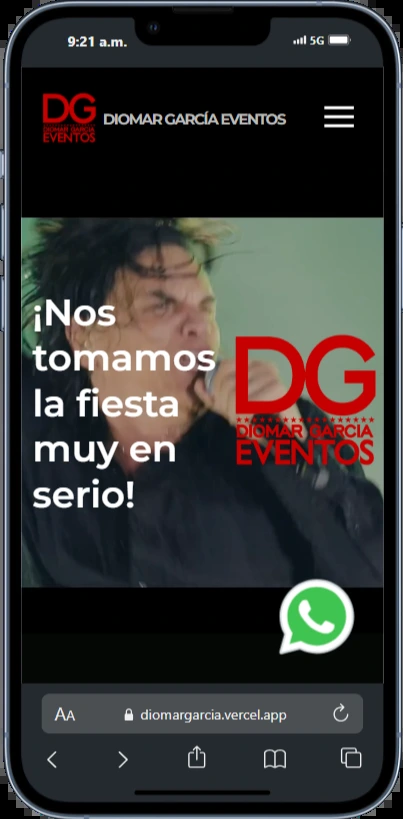 9:21 a.m.
5G
DG
DIOMAR GARCÍA
EVENTOS
DIOMAR GARCÍA EVENTOS
¡Nos
tomamos
la fiesta
muy en
serio!
DG
DIOMAR GARCIA
EVENTOS
AA
diomargarcia.vercel.app